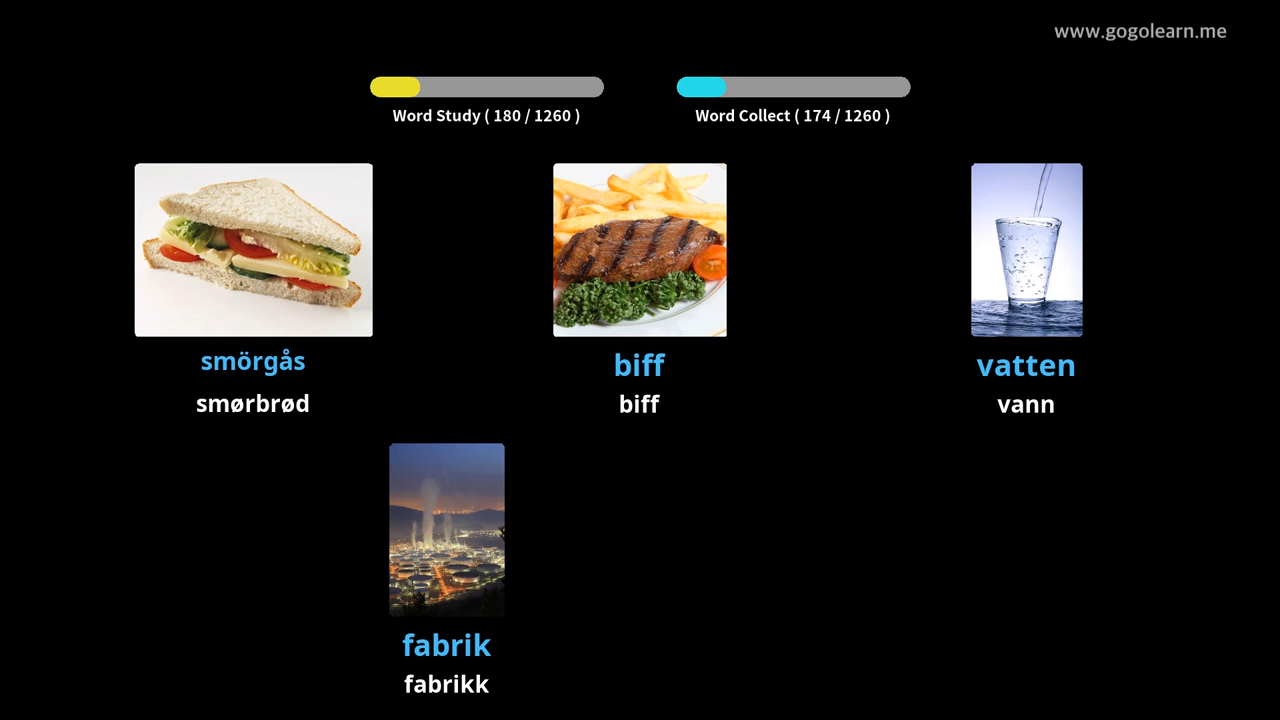 www.gogolearn.me
Word Study ( 180 / 1260 )
Word Collect ( 174 / 1260 )
smörgås
smørbrød
biff
biff
vatten
vann
fabrik
fabrikk